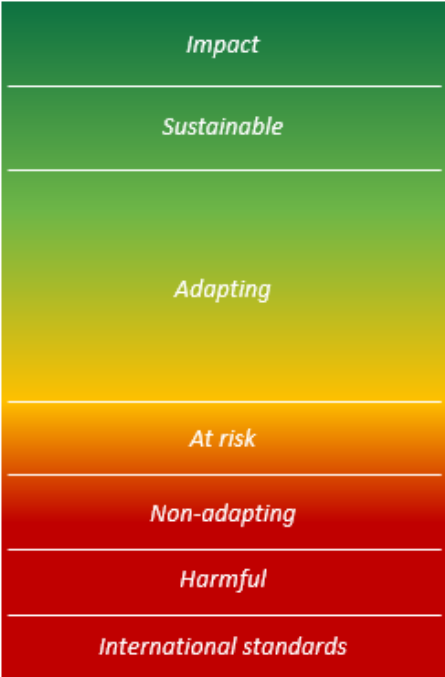 Impact
Sustainable
Adapting
At risk
Non-adapting
Harmful
International standards